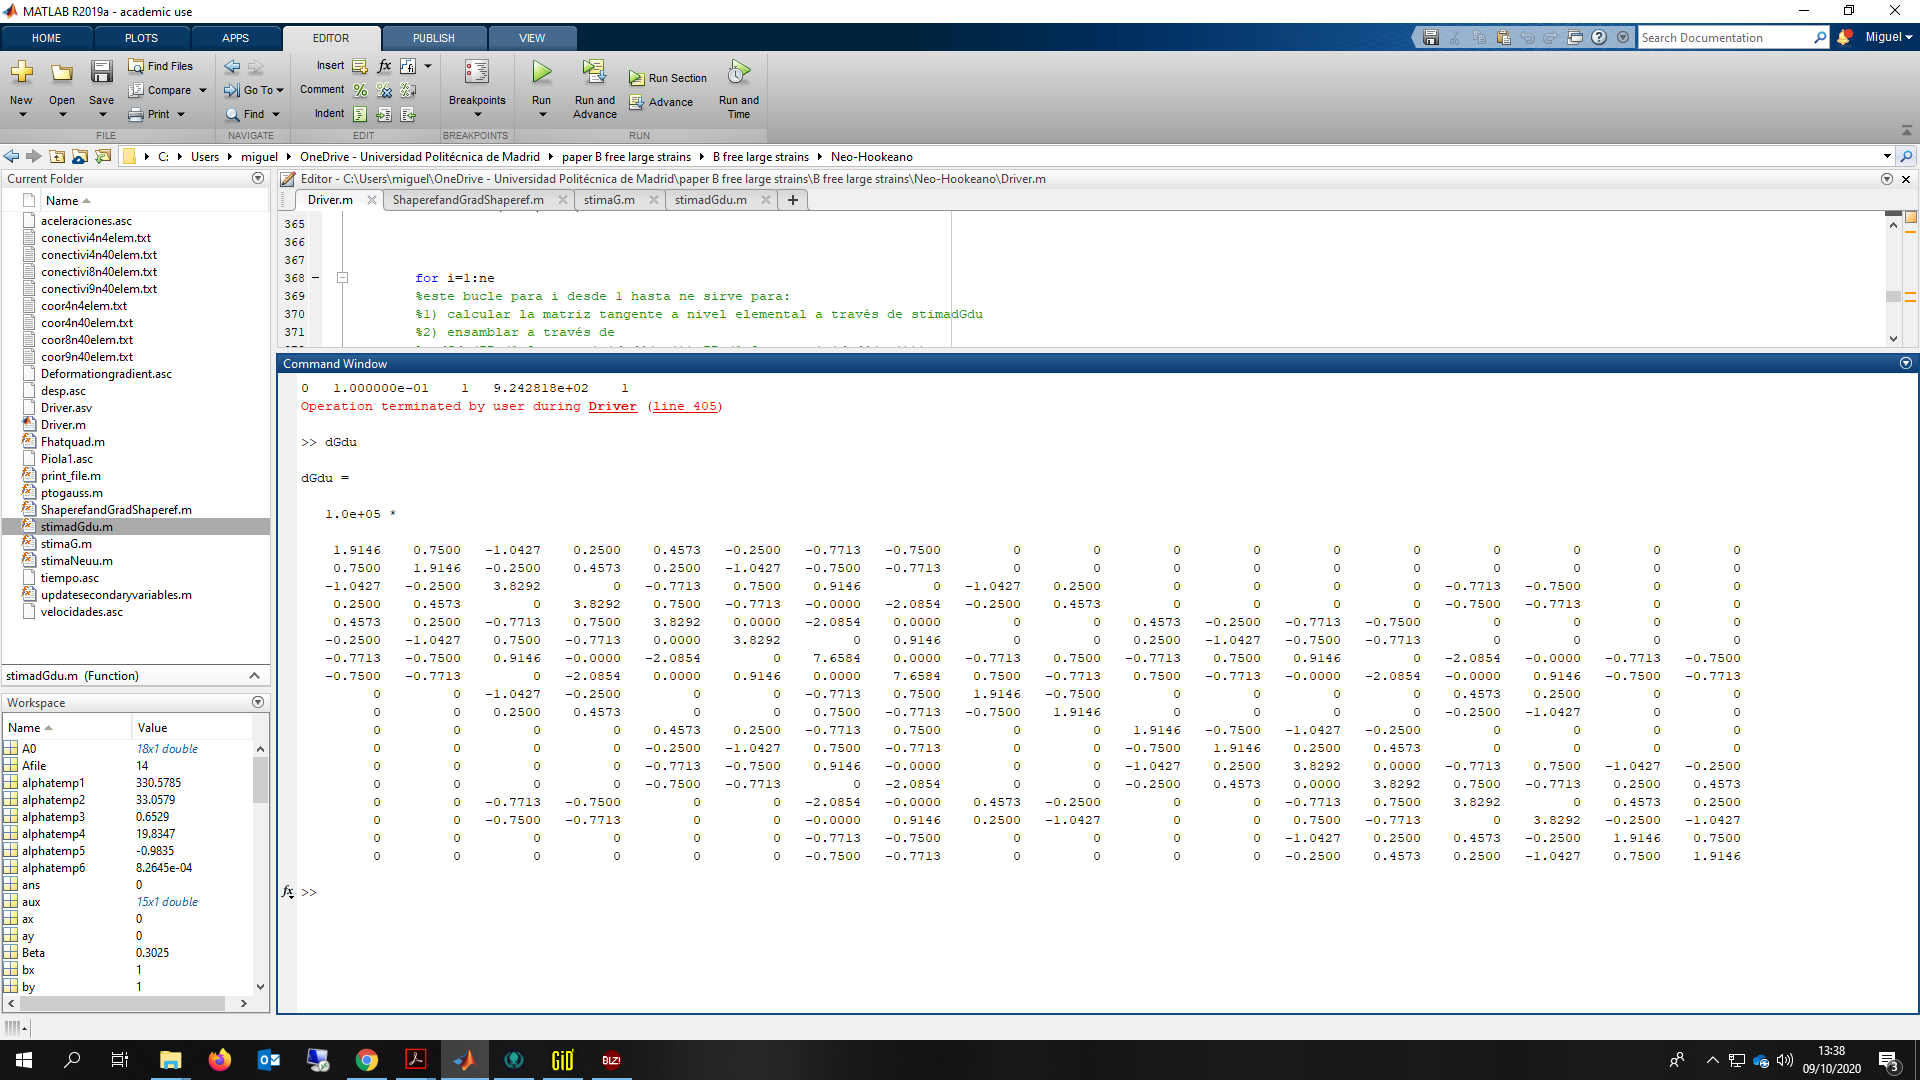 MATLAB R2019a - academic use
HOME PLOTS APPS EDITOR PUBLISH VIEW
Search Documentation
Miguel
New Open Save
Find Files
Compare
Print
Go To
Find
Insert
Comment
Indent
Breakpoints
Run
Run and Advance
Run Section
Advance
Run and Time
FILE NAVIGATE EDIT BREAKPOINTS RUN
C: Users miguel OneDrive - Universidad Politécnica de Madrid paper B free large strains B free large strains Neo-Hookeano
Current Folder
Name
aceleraciones.asc
conectivi4n4elem.txt
conectivi4n40elem.txt
conectivi8n40elem.txt
conectivi9n40elem.txt
coor4n4elem.txt
coor4n40elem.txt
coor8n40elem.txt
coor9n40elem.txt
Deformationgradient.asc
desp.asc
Driver.asv
Driver.m
Fhatquad.m
Piola1.asc
print_file.m
ptogauss.m
ShaperefandGradShaperef.m
stimadGdu.m
stimaG.m
stimaNeuu.m
tiempo.asc
updatesecondaryvariables.m
velocidades.asc
stimadGdu.m (Function)
Workspace
Name Value
A0 18x1 double
Afile 14
alphatemp1 330.5785
alphatemp2 33.0579
alphatemp3 0.6529
alphatemp4 19.8347
alphatemp5 -0.9835
alphatemp6 8.2645e-04
ans 0
aux 15x1 double
ax 0
ay 0
Beta 0.3025
bx 1
by 1
Editor - C:\Users\miguel\OneDrive - Universidad Politécnica de Madrid\paper B free large strains\B free large strains\Neo-Hookeano\Driver.m
Driver.m ShaperefandGradShaperef.m stimaG.m stimadGdu.m
365
366
367
368 for i=1:ne
369 %este bucle para i desde 1 hasta ne sirve para:
370 %1) calcular la matriz tangente a nivel elemental a través de stimadGdu
371 %2) ensamblar a través de
Command Window
0 1.000000e-01 1 9.242818e+02 1
Operation terminated by user during Driver (line 405)
>> dGdu
dGdu =
1.0e+05 *
1.9146 0.7500 -1.0427 0.2500 0.4573 -0.2500 -0.7713 -0.7500 0 0 0 0 0 0 0 0 0 0
0.7500 1.9146 -0.2500 0.4573 0.2500 -1.0427 -0.7500 -0.7713 0 0 0 0 0 0 0 0 0 0
-1.0427 -0.2500 3.8292 0 -0.7713 0.7500 0.9146 0 -1.0427 0.2500 0 0 0 0 -0.7713 -0.7500 0 0
0.2500 0.4573 0 3.8292 0.7500 -0.7713 -0.0000 -2.0854 -0.2500 0.4573 0 0 0 0 -0.7500 -0.7713 0 0
0.4573 0.2500 -0.7713 0.7500 3.8292 0.0000 -2.0854 0.0000 0 0 0.4573 -0.2500 -0.7713 -0.7500 0 0 0 0
-0.2500 -1.0427 0.7500 -0.7713 0.0000 3.8292 0 0.9146 0 0 0.2500 -1.0427 -0.7500 -0.7713 0 0 0 0
-0.7713 -0.7500 0.9146 -0.0000 -2.0854 0 7.6584 0.0000 -0.7713 0.7500 -0.7713 0.7500 0.9146 0 -2.0854 -0.0000 -0.7713 -0.7500
-0.7500 -0.7713 0 -2.0854 0.0000 0.9146 0.0000 7.6584 0.7500 -0.7713 0.7500 -0.7713 -0.0000 -2.0854 -0.0000 0.9146 -0.7500 -0.7713
0 0 -1.0427 -0.2500 0 0 -0.7713 0.7500 1.9146 -0.7500 0 0 0 0 0.4573 0.2500 0 0
0 0 0.2500 0.4573 0 0 0.7500 -0.7713 -0.7500 1.9146 0 0 0 0 -0.2500 -1.0427 0 0
0 0 0 0 0.4573 0.2500 -0.7713 0.7500 0 0 1.9146 -0.7500 -1.0427 -0.2500 0 0 0 0
0 0 0 0 -0.2500 -1.0427 0.7500 -0.7713 0 0 -0.7500 1.9146 0.2500 0.4573 0 0 0 0
0 0 0 0 -0.7713 -0.7500 0.9146 -0.0000 0 0 -1.0427 0.2500 3.8292 0.0000 -0.7713 0.7500 -1.0427 -0.2500
0 0 0 0 -0.7500 -0.7713 0 -2.0854 0 0 -0.2500 0.4573 0.0000 3.8292 0.7500 -0.7713 0.2500 0.4573
0 0 -0.7713 -0.7500 0 0 -2.0854 -0.0000 0.4573 -0.2500 0 0 -0.7713 0.7500 3.8292 0 0.4573 0.2500
0 0 -0.7500 -0.7713 0 0 -0.0000 0.9146 0.2500 -1.0427 0 0 0.7500 -0.7713 0 3.8292 -0.2500 -1.0427
0 0 0 0 0 0 -0.7713 -0.7500 0 0 0 0 -1.0427 0.2500 0.4573 -0.2500 1.9146 0.7500
0 0 0 0 0 0 -0.7500 -0.7713 0 0 0 0 -0.2500 0.4573 0.2500 -1.0427 0.7500 1.9146
fx >>
GiD
BLZ!
13:38
09/10/2020
3